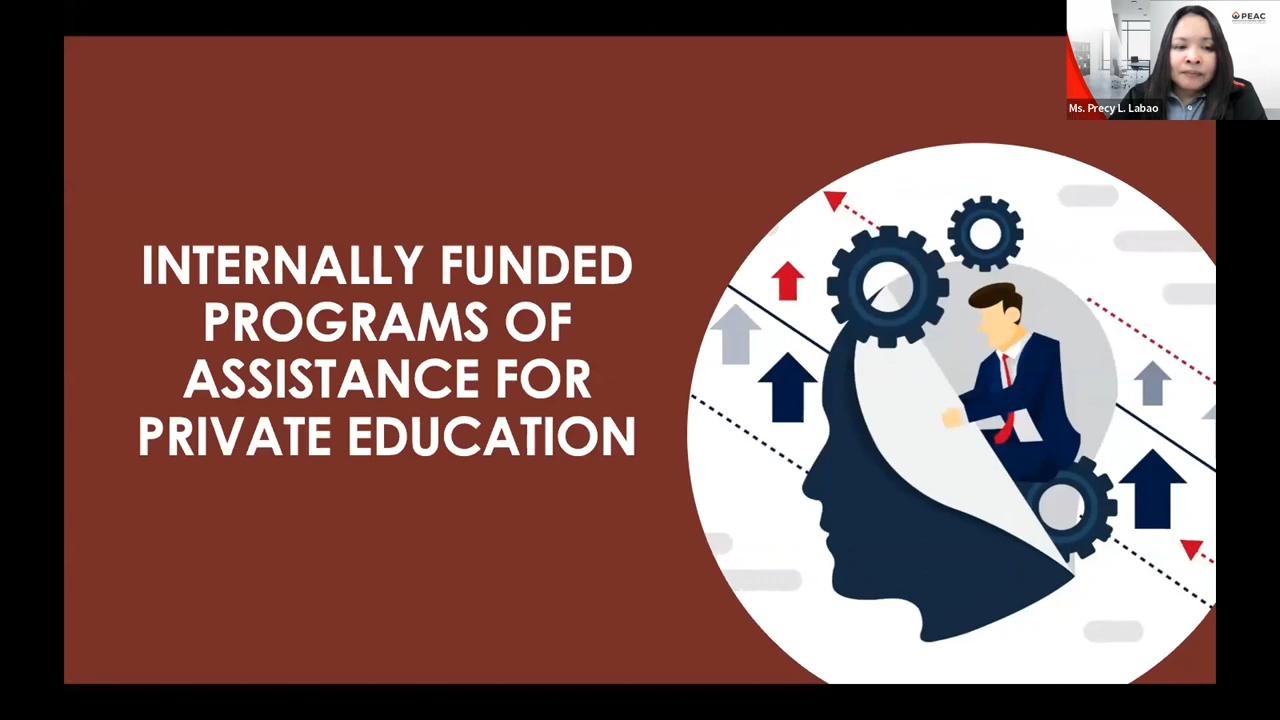 PEAC
Ms. Precy L. Labao
INTERNALLY FUNDED
PROGRAMS OF
ASSISTANCE FOR
PRIVATE EDUCATION